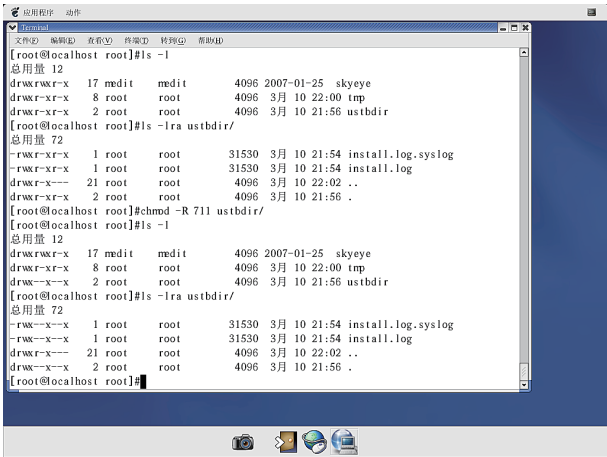 应用程序 动作
Terminal
文件(F) 编辑(E) 查看(V) 终端(T) 转到(G) 帮助(H)
[root@localhost root]#ls -l
总用量 12
drwxrwxr-x 17 medit medit 4096 2007-01-25 skyeye
drwxr-xr-x 8 root root 4096 3月 10 22:00 tmp
drwxr-xr-x 2 root root 4096 3月 10 21:56 ustbdir
[root@localhost root]#ls -lra ustbdir/
总用量 72
-rwxr-xr-x 1 root root 31530 3月 10 21:54 install.log.syslog
-rwxr-xr-x 1 root root 31530 3月 10 21:54 install.log
drwxr-x--- 21 root root 4096 3月 10 22:02 ..
drwxr-xr-x 2 root root 4096 3月 10 21:56 .
[root@localhost root]#chmod -R 711 ustbdir/
[root@localhost root]#ls -l
总用量 12
drwxrwxr-x 17 medit medit 4096 2007-01-25 skyeye
drwxr-xr-x 8 root root 4096 3月 10 22:00 tmp
drwx--x--x 2 root root 4096 3月 10 21:56 ustbdir
[root@localhost root]#ls -lra ustbdir/
总用量 72
-rwx--x--x 1 root root 31530 3月 10 21:54 install.log.syslog
-rwx--x--x 1 root root 31530 3月 10 21:54 install.log
drwxr-x--- 21 root root 4096 3月 10 22:02 ..
drwx--x--x 2 root root 4096 3月 10 21:56 .
[root@localhost root]#